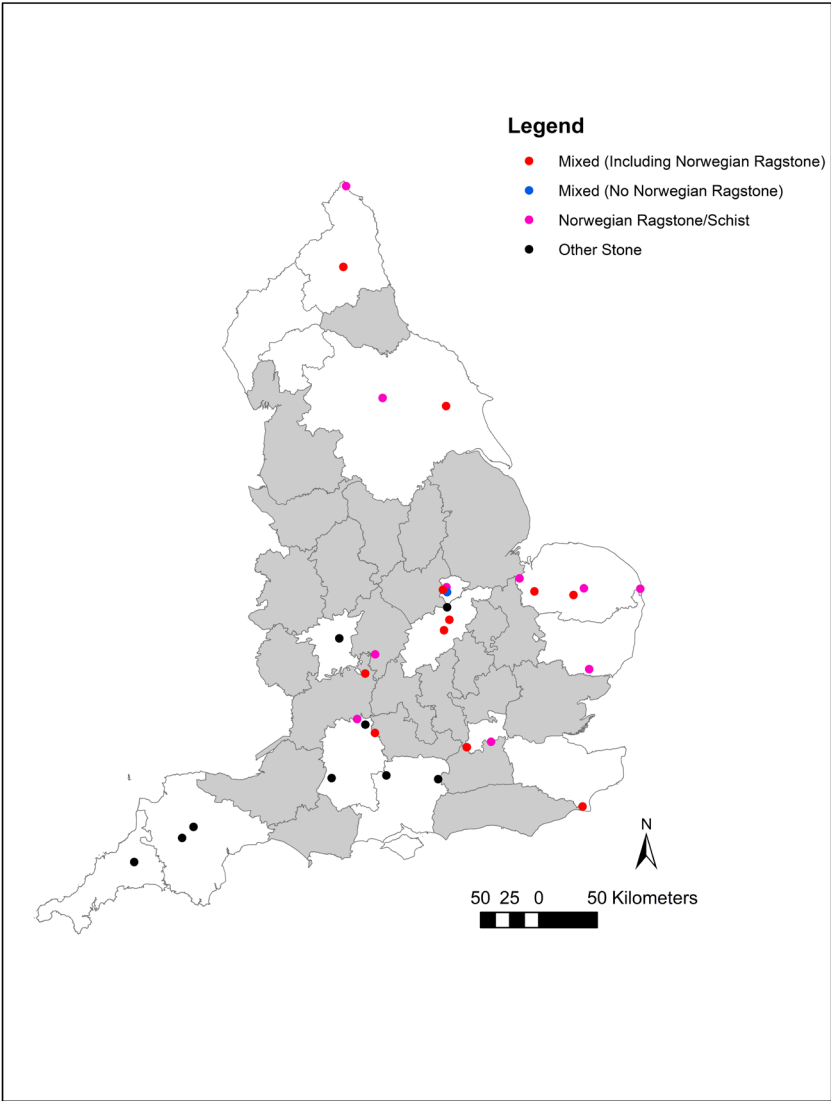 Legend
Mixed (Including Norwegian Ragstone)
Mixed (No Norwegian Ragstone)
Norwegian Ragstone/Schist
Other Stone
N
50 25 0 50 Kilometers